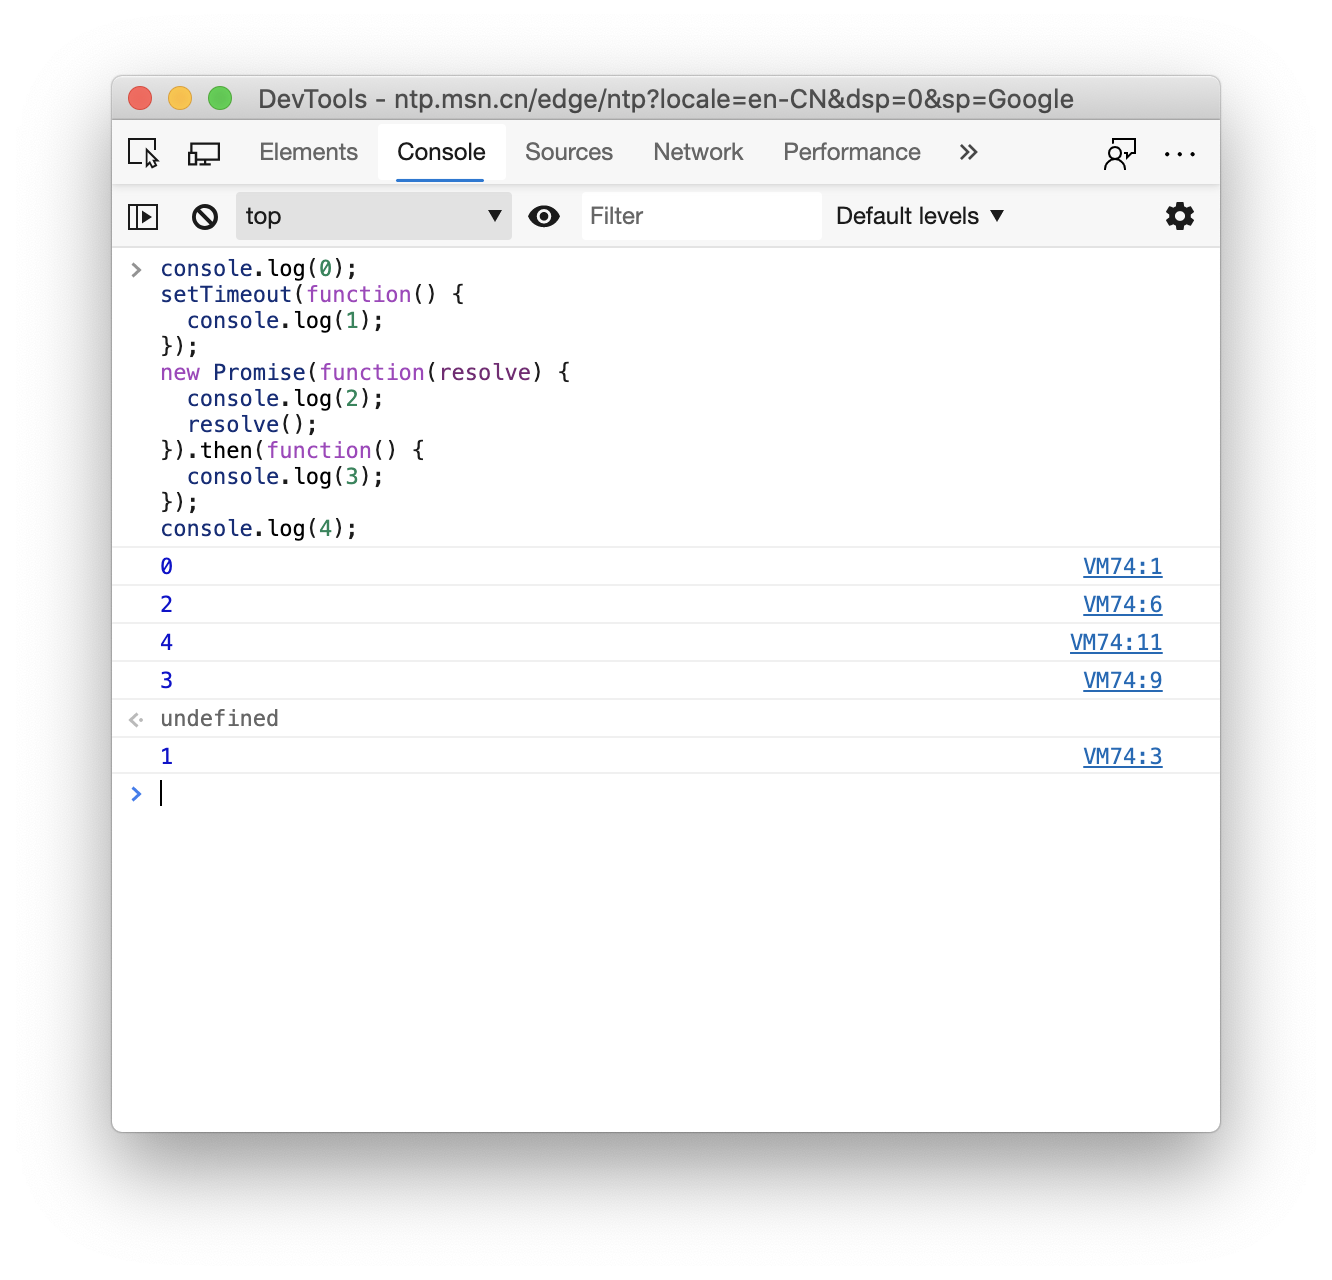 DevTools - ntp.msn.cn/edge/ntp?locale=en-CN&dsp=0&sp=Google
Elements Console Sources Network Performance
top Filter Default levels
console.log(0);
setTimeout(function() {
  console.log(1);
});
new Promise(function(resolve) {
  console.log(2);
  resolve();
}).then(function() {
  console.log(3);
});
console.log(4);
0 VM74:1
2 VM74:6
4 VM74:11
3 VM74:9
undefined
1 VM74:3